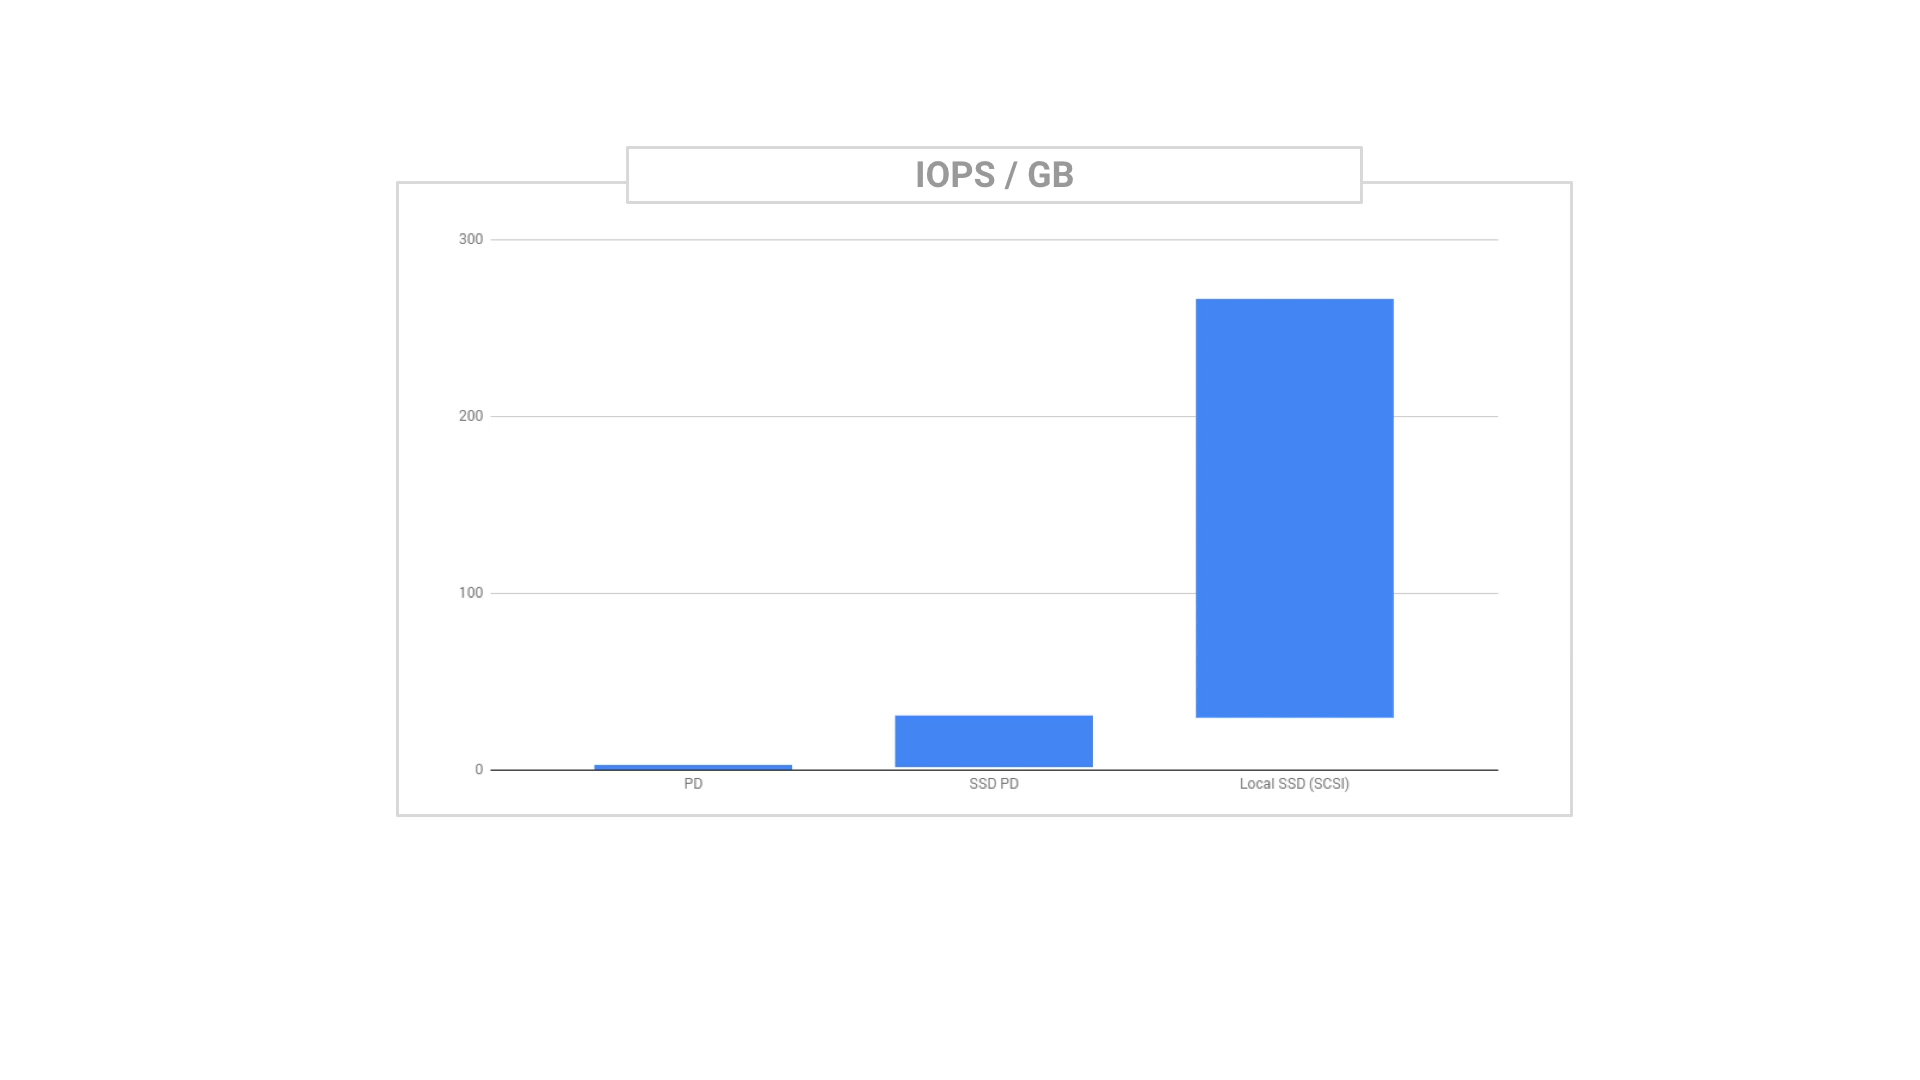 IOPS / GB
300
200
100
0
PD
SSD PD
Local SSD (SCSI)